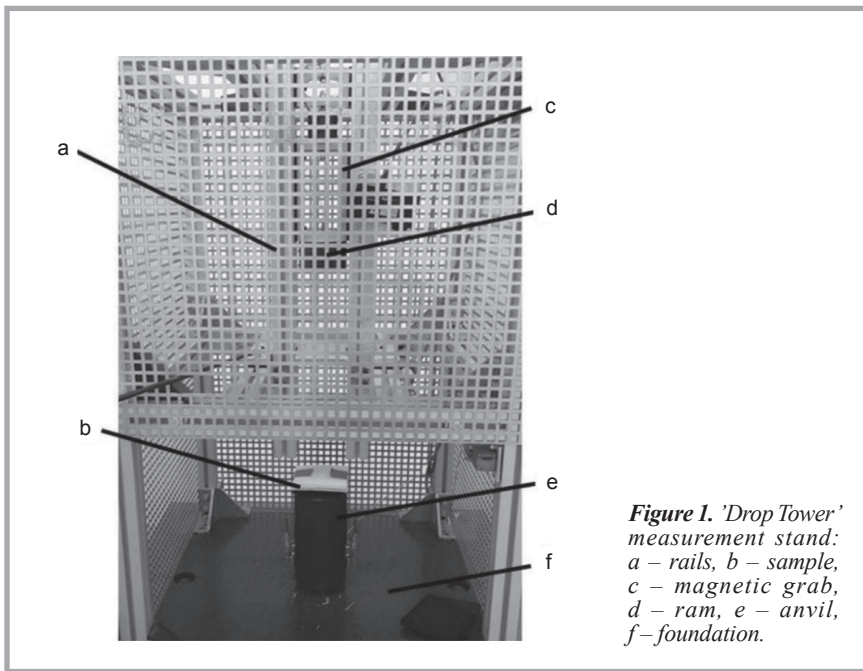 c
a
d
b
e
f
Figure 1. 'Drop Tower'
measurement stand:
a – rails, b – sample,
c – magnetic grab,
d – ram, e – anvil,
f – foundation.